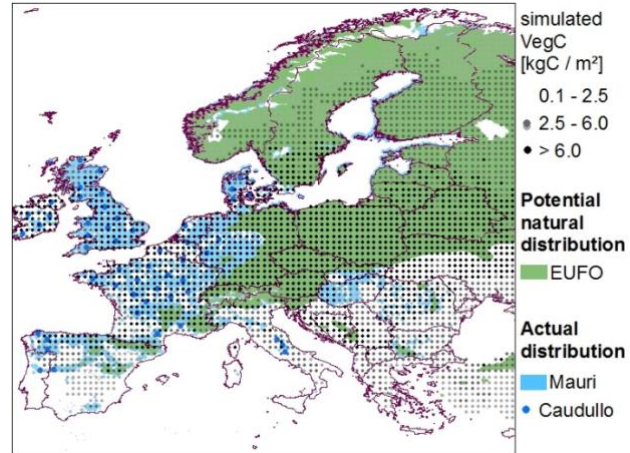 simulated
VegC
[kgC / m²]
0.1 - 2.5
2.5 - 6.0
> 6.0
Potential
natural
distribution
EUFO
Actual
distribution
Mauri
Caudullo